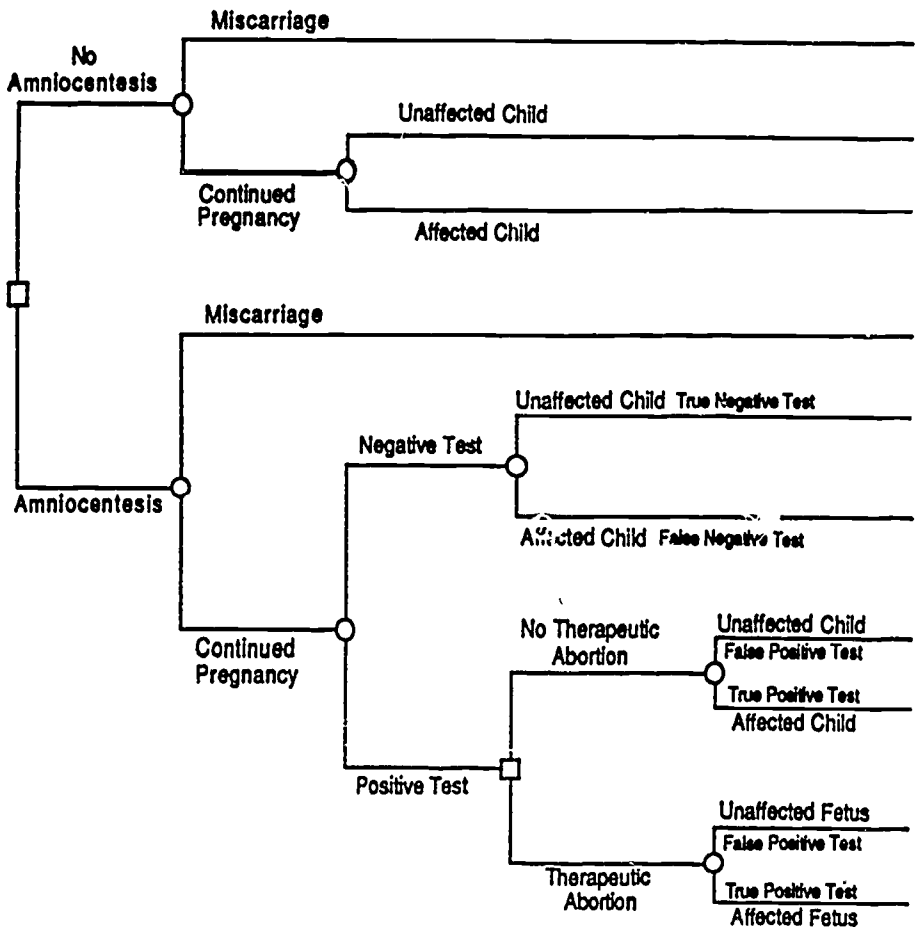 Miscarriage
No
Amniocentesis
Unaffected Child
Continued
Pregnancy
Affected Child
Miscarriage
Unaffected Child True Negative Test
Negative Test
Amniocentesis
Affected Child False Negative Test
Unaffected Child
No Therapeutic
Abortion
False Positive Test
Continued
Pregnancy
True Positive Test
Affected Child
Positive Test
Unaffected Fetus
False Positive Test
Therapeutic
Abortion
True Positive Test
Affected Fetus